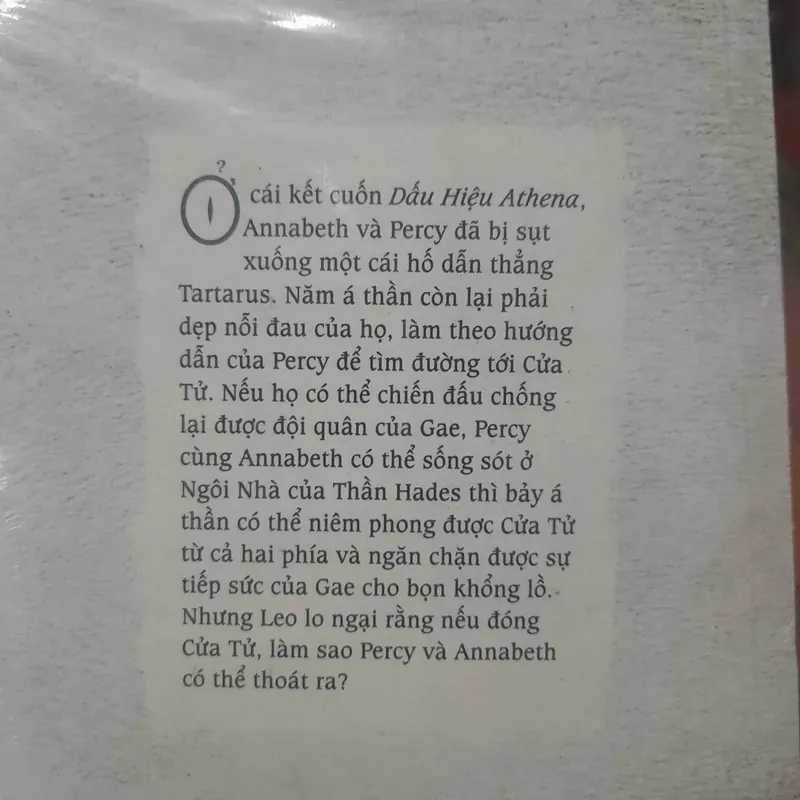 Ở cái kết cuốn Dấu Hiệu Athena,
Annabeth và Percy đã bị sụt
xuống một cái hố dẫn thẳng
Tartarus. Năm á thần còn lại phải
dẹp nỗi đau của họ, làm theo hướng
dẫn của Percy để tìm đường tới Cửa
Tử. Nếu họ có thể chiến đấu chống
lại được đội quân của Gae, Percy
cùng Annabeth có thể sống sót ở
Ngôi Nhà của Thần Hades thì bảy á
thần có thể niêm phong được Cửa Tử
từ cả hai phía và ngăn chặn được sự
tiếp sức của Gae cho bọn khổng lồ.
Nhưng Leo lo ngại rằng nếu đóng
Cửa Tử, làm sao Percy và Annabeth
có thể thoát ra?